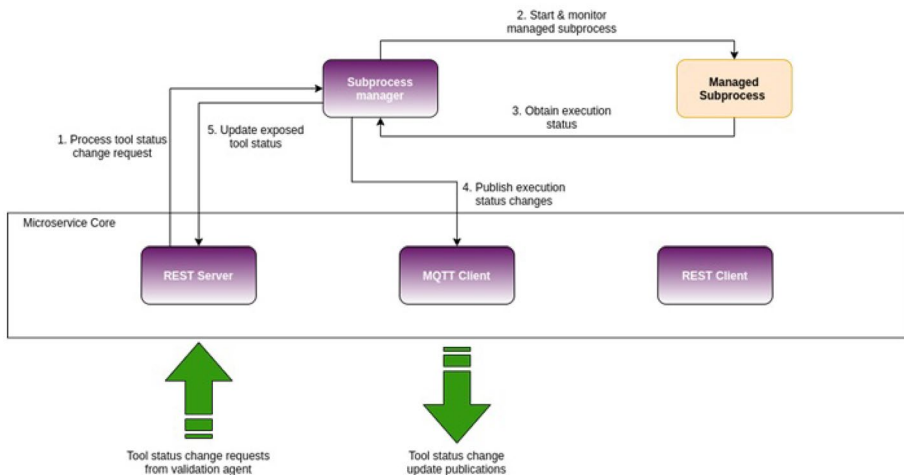 2. Start & monitor
managed subprocess
Subprocess
manager
Managed
Subprocess
3. Obtain execution
status
1. Process tool status
change request
5. Update exposed
tool status
4. Publish execution
status changes
Microservice Core
REST Server
MQTT Client
REST Client
Tool status change requests
from validation agent
Tool status change
update publications